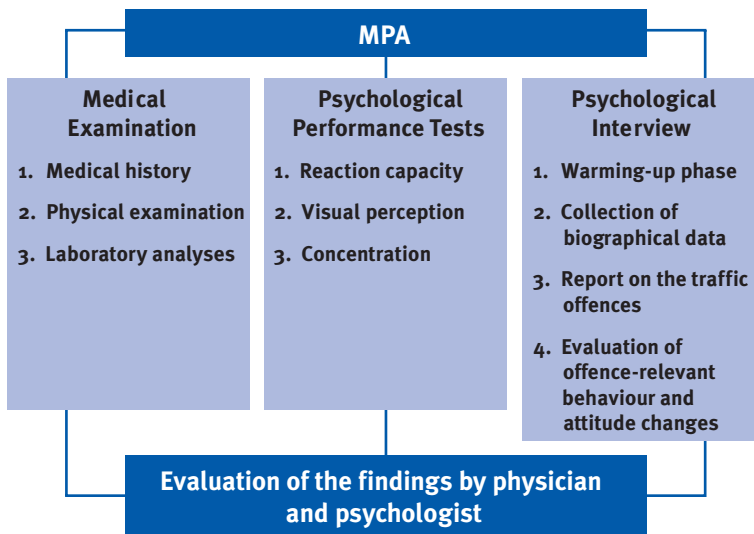 MPA
Medical
Examination
1. Medical history
2. Physical examination
3. Laboratory analyses
Psychological
Performance Tests
1. Reaction capacity
2. Visual perception
3. Concentration
Psychological
Interview
1. Warming-up phase
2. Collection of
biographical data
3. Report on the traffic
offences
4. Evaluation of
offence-relevant
behaviour and
attitude changes
Evaluation of the findings by physician
and psychologist